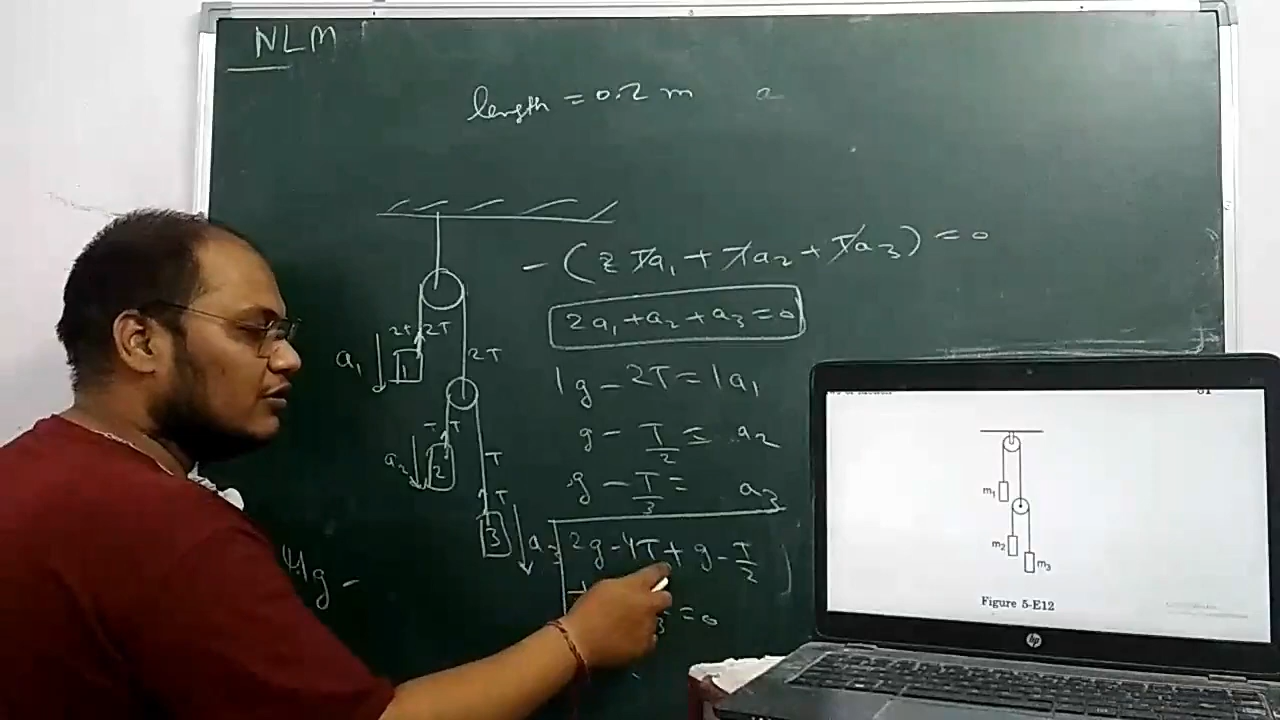 NLM
length = 0.2 m a
- (2Ta₁ + Ta₂ + Ta₃) = 0
2a₁ + a₂ + a₃ = 0
2T 2T
2T
a₁
1
1g - 2T = 1a₁
T T
T
a₂
2
g - T/2 = a₂
T
3
a₃
g - T/3 = a₃
2g - 4T + g - T/2
+ = 0
4g -
m₁
m₂
m₃
Figure 5-E12
hp